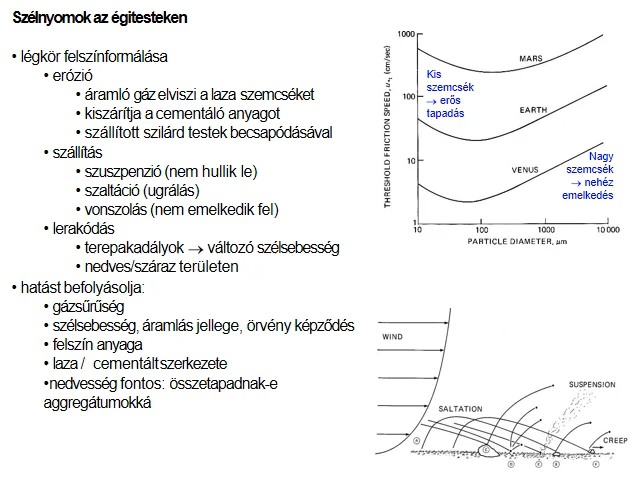 Szélnyomok az égitesteken
• légkör felszínformálása
• erózió
• áramló gáz elviszi a laza szemcséket
• kiszárítja a cementáló anyagot
• szállított szilárd testek becsapódásával
• szállítás
• szuszpenzió (nem hullik le)
• szaltáció (ugrálás)
• vonszolás (nem emelkedik fel)
• lerakódás
• terepakadályok → változó szélsebesség
• nedves/száraz területen
• hatást befolyásolja:
• gázsűrűség
• szélsebesség, áramlás jellege, örvény képződés
• felszín anyaga
• laza / cementált szerkezete
•nedvesség fontos: összetapadnak-e
aggregátumokká
THRESHOLD FRICTION SPEED, u*t (cm/sec)
1000
100
10
1
MARS
EARTH
VENUS
Kis
szemcsék
→ erős
tapadás
Nagy
szemcsék
→ nehéz
emelkedés
10
100
1000
10 000
PARTICLE DIAMETER, μm
WIND
SALTATION
SUSPENSION
CREEP